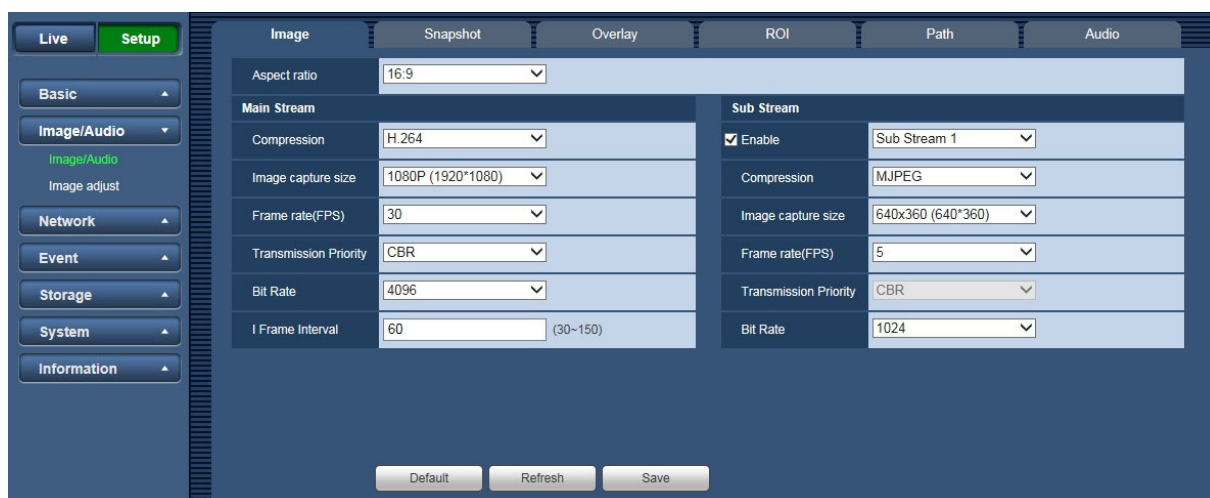 Live Setup
Image Snapshot Overlay ROI Path Audio
Basic
Image/Audio
Image/Audio
Image adjust
Network
Event
Storage
System
Information
Aspect ratio 16:9
Main Stream
Compression H.264
Image capture size 1080P (1920*1080)
Frame rate(FPS) 30
Transmission Priority CBR
Bit Rate 4096
I Frame Interval 60 (30~150)
Sub Stream
Enable Sub Stream 1
Compression MJPEG
Image capture size 640x360 (640*360)
Frame rate(FPS) 5
Transmission Priority CBR
Bit Rate 1024
Default Refresh Save